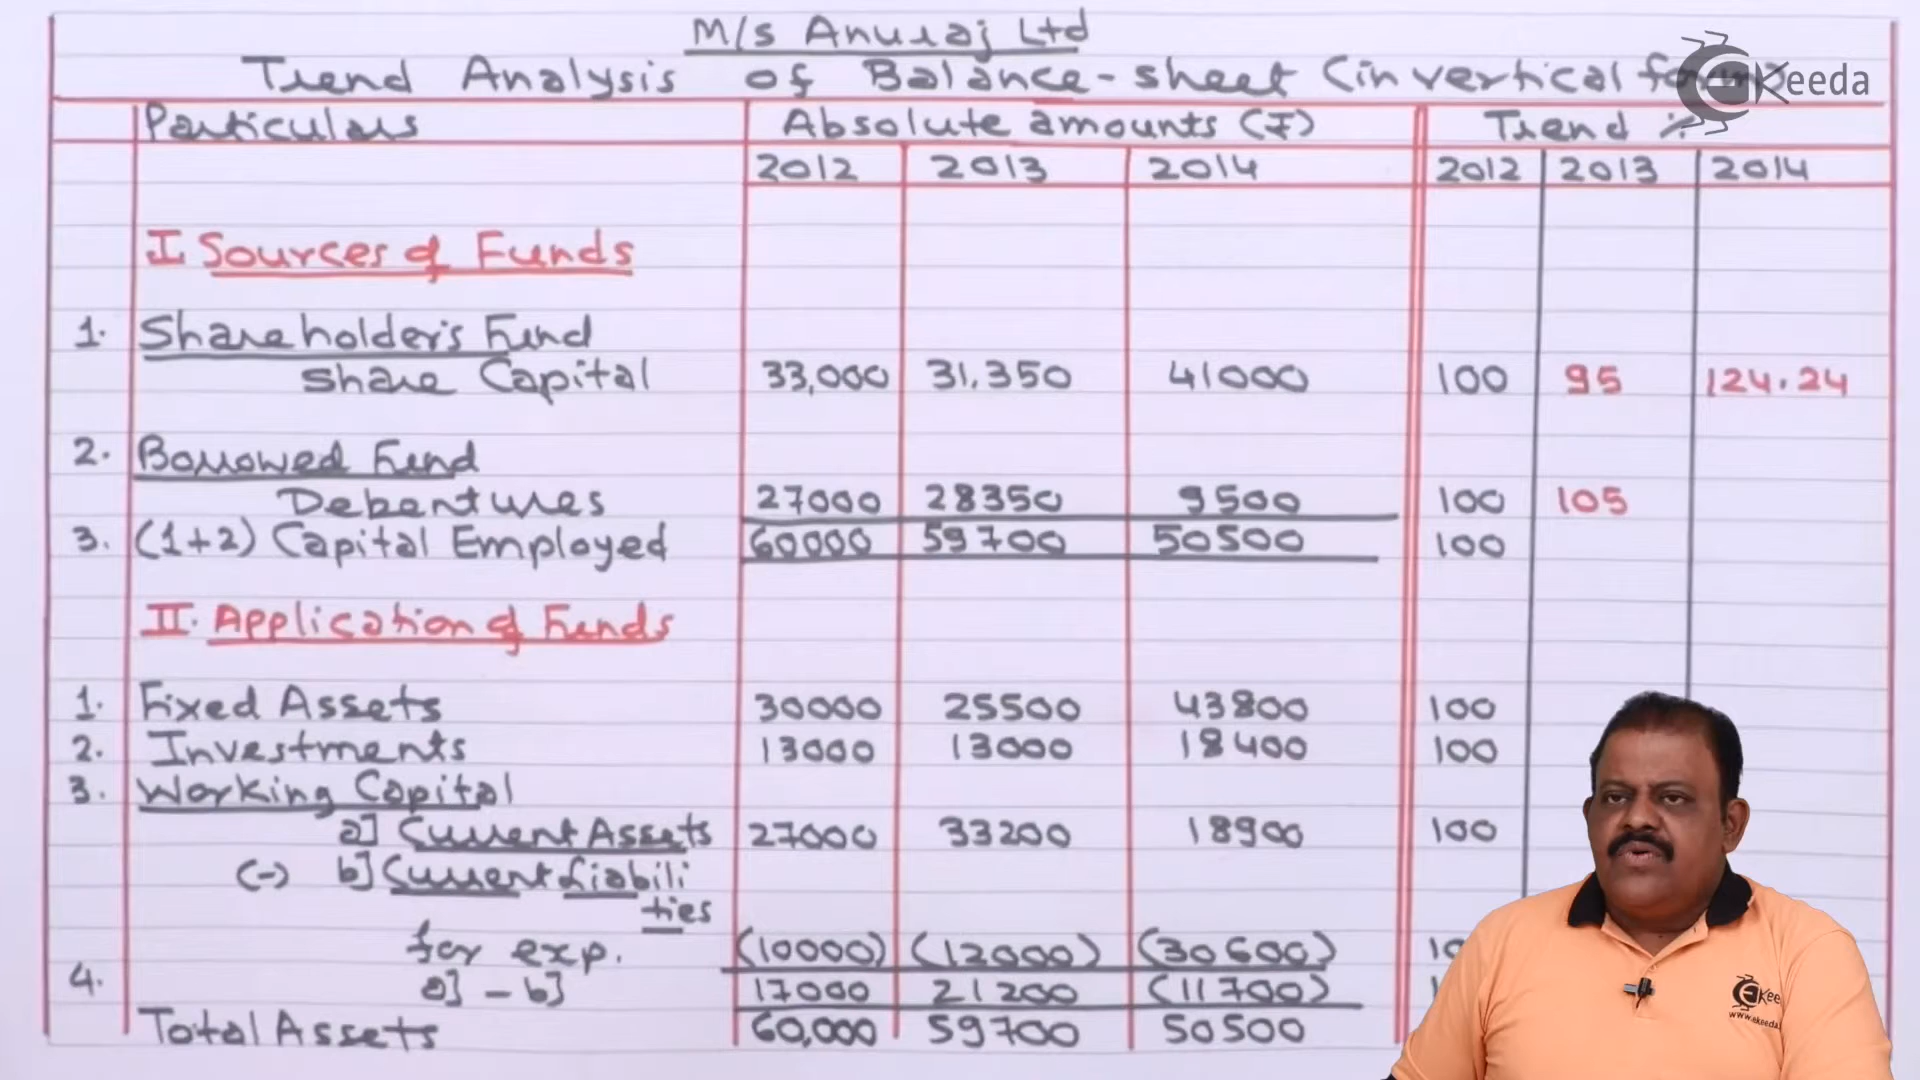 M/s Anuraj Ltd
Trend Analysis of Balance-sheet (in vertical form)
eKeeda
Particulars Absolute amounts (₹) Trend %
2012 2013 2014 2012 2013 2014
I. Sources of Funds
1. Shareholder's Fund
Share Capital 33,000 31,350 41000 100 95 124.24
2. Borrowed Fund
Debentures 27000 28350 9500 100 105
3. (1+2) Capital Employed 60000 59700 50500 100
II. Application of Funds
1. Fixed Assets 30000 25500 43800 100
2. Investments 13000 13000 18400 100
3. Working Capital
a] Current Assets 27000 33200 18900 100
(-) b] Current Liabili
ties
for exp. (10000) (12000) (30600)
4. a] - b] 17000 21200 (11700)
Total Assets 60,000 59700 50500